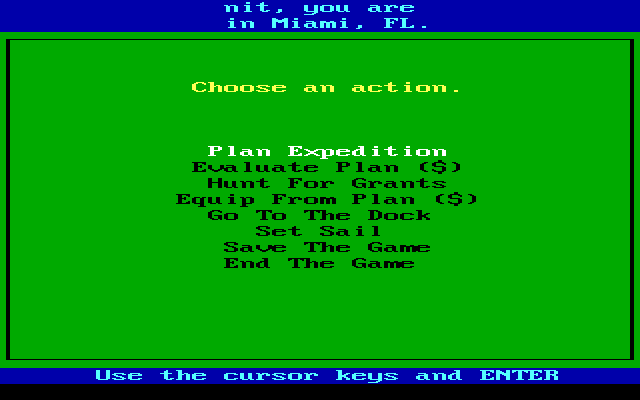 nit, you are
in Miami, FL.
Choose an action.
Plan Expedition
Evaluate Plan ($)
Hunt For Grants
Equip From Plan ($)
Go To The Dock
Set Sail
Save The Game
End The Game
Use the cursor keys and ENTER